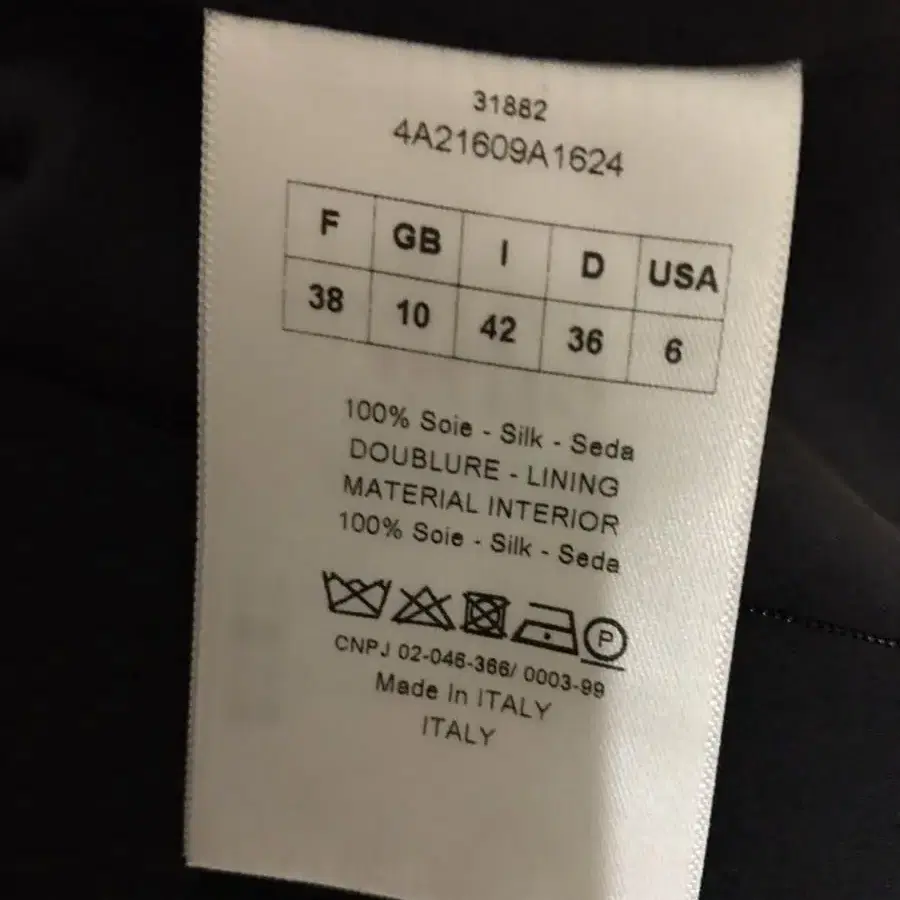 31882
4A21609A1624
F GB I D USA
38 10 42 36 6
100% Soie - Silk - Seda
DOUBLURE - LINING
MATERIAL INTERIOR
100% Soie - Silk - Seda
P
CNPJ 02-046-366/ 0003-99
Made In ITALY
ITALY